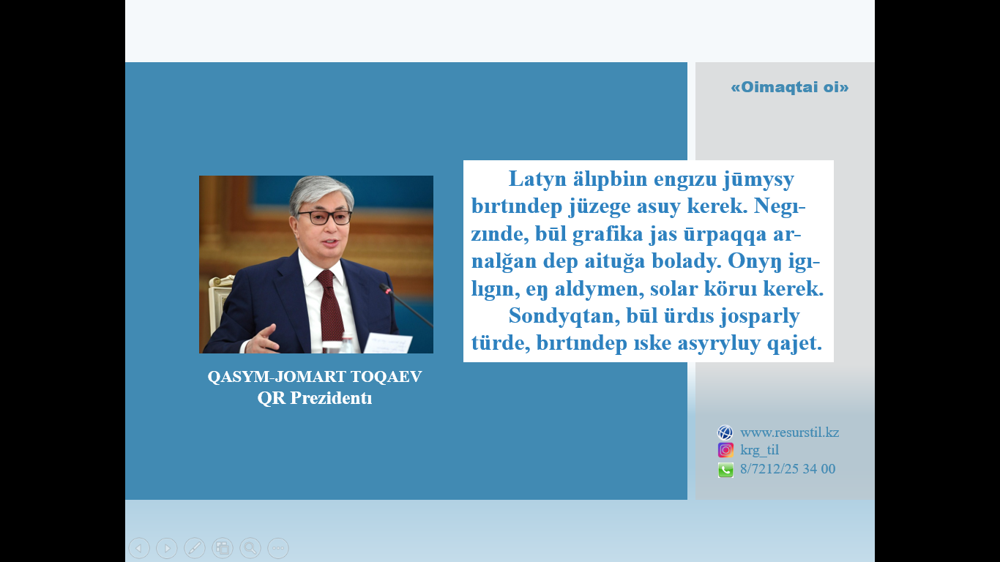 «Oimaqtai oi»
Latyn älıpbiın engızu jūmysy
bırtındep jüzege asuy kerek. Negı-
zınde, būl grafika jas ūrpaqqa ar-
nalğan dep aituğa bolady. Onyŋ igı-
lıgın, eŋ aldymen, solar köruı kerek.
Sondyqtan, būl ürdıs josparly
türde, bırtındep ıske asyryluy qajet.
QASYM-JOMART TOQAEV
QR Prezidentı
www.resurstil.kz
krg_til
8/7212/25 34 00